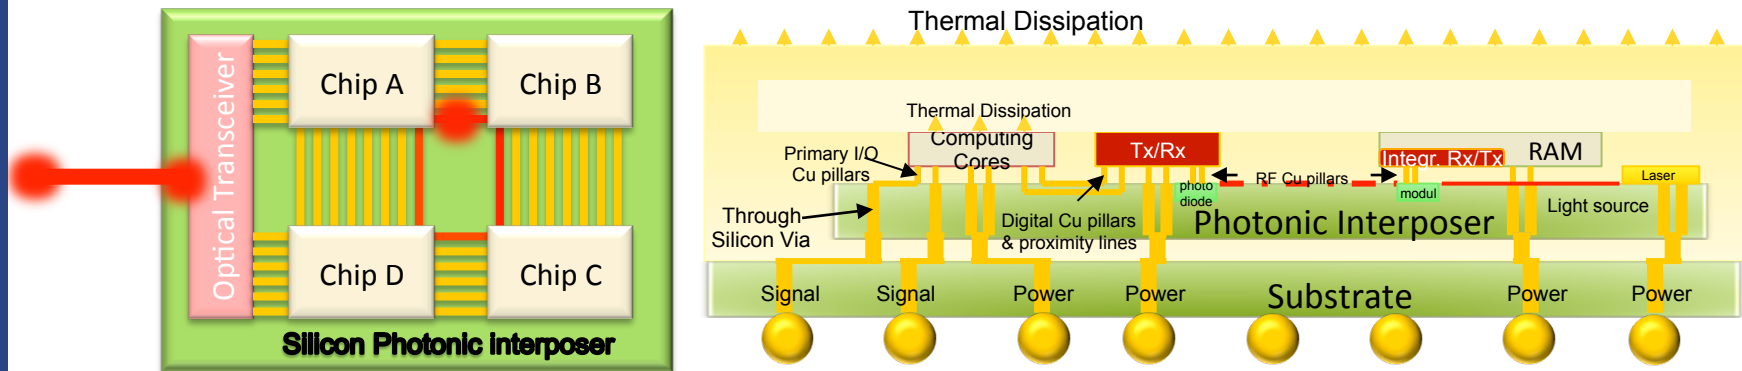 Optical Transceiver
Chip A
Chip B
Chip D
Chip C
Silicon Photonic interposer
Thermal Dissipation
Thermal Dissipation
Primary I/O
Cu pillars
Computing
Cores
Tx/Rx
Integr. Rx/Tx
RAM
RF Cu pillars
photo
diode
modul
Laser
Through
Silicon Via
Digital Cu pillars
& proximity lines
Photonic Interposer
Light source
Signal
Signal
Power
Power
Substrate
Power
Power